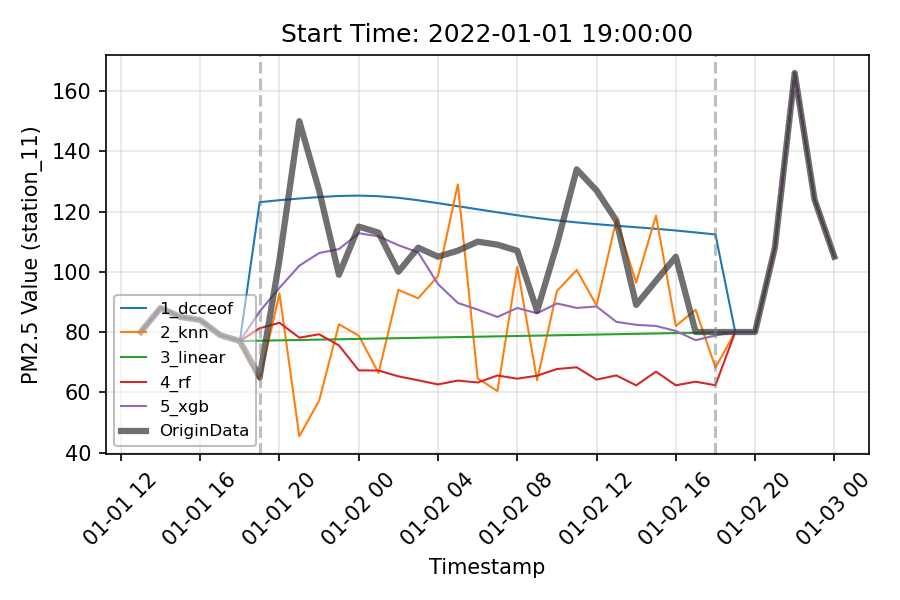 Start Time: 2022-01-01 19:00:00
PM2.5 Value (station_11)
160
140
120
100
80
60
40
1_dcceof
2_knn
3_linear
4_rf
5_xgb
OriginData
01-01 12
01-01 16
01-01 20
01-02 00
01-02 04
01-02 08
01-02 12
01-02 16
01-02 20
01-03 00
Timestamp